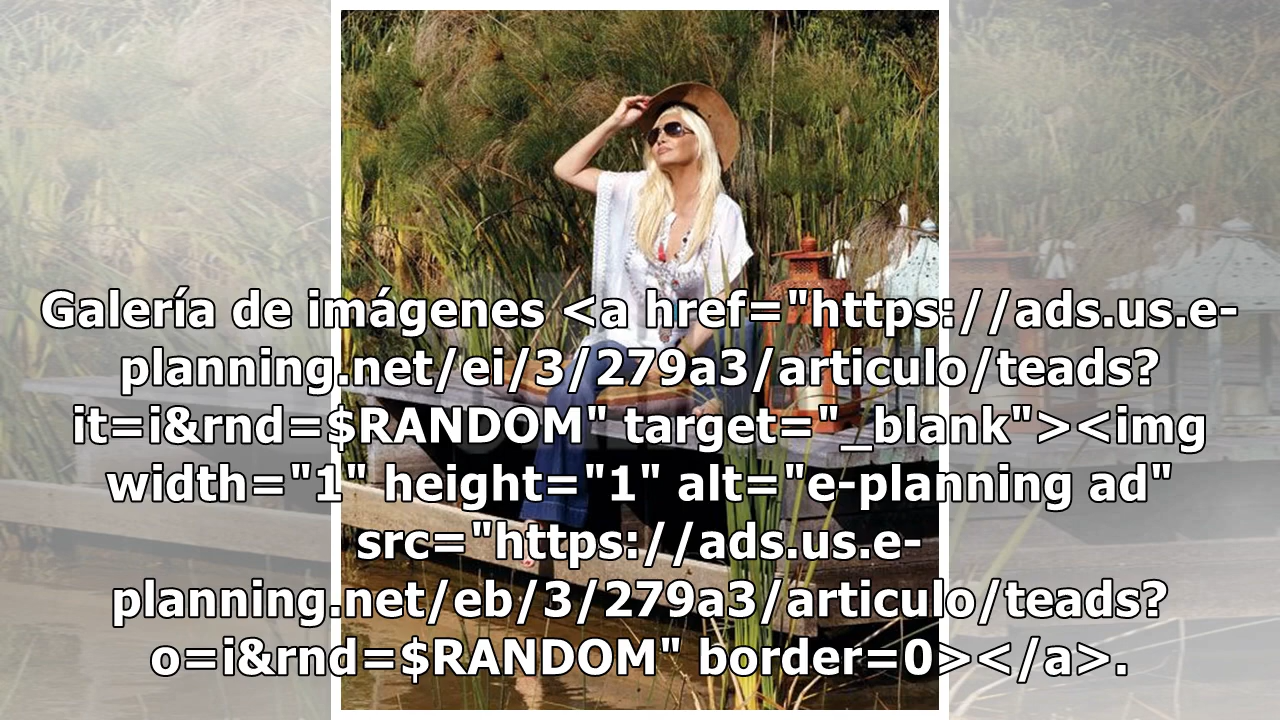 Galería de imágenes <a href="https://ads.us.e-
planning.net/ei/3/279a3/articulo/teads?
it=i&rnd=$RANDOM" target="_blank"><img
width="1" height="1" alt="e-planning ad"
src="https://ads.us.e-
planning.net/eb/3/279a3/articulo/teads?
o=i&rnd=$RANDOM" border=0></a>.